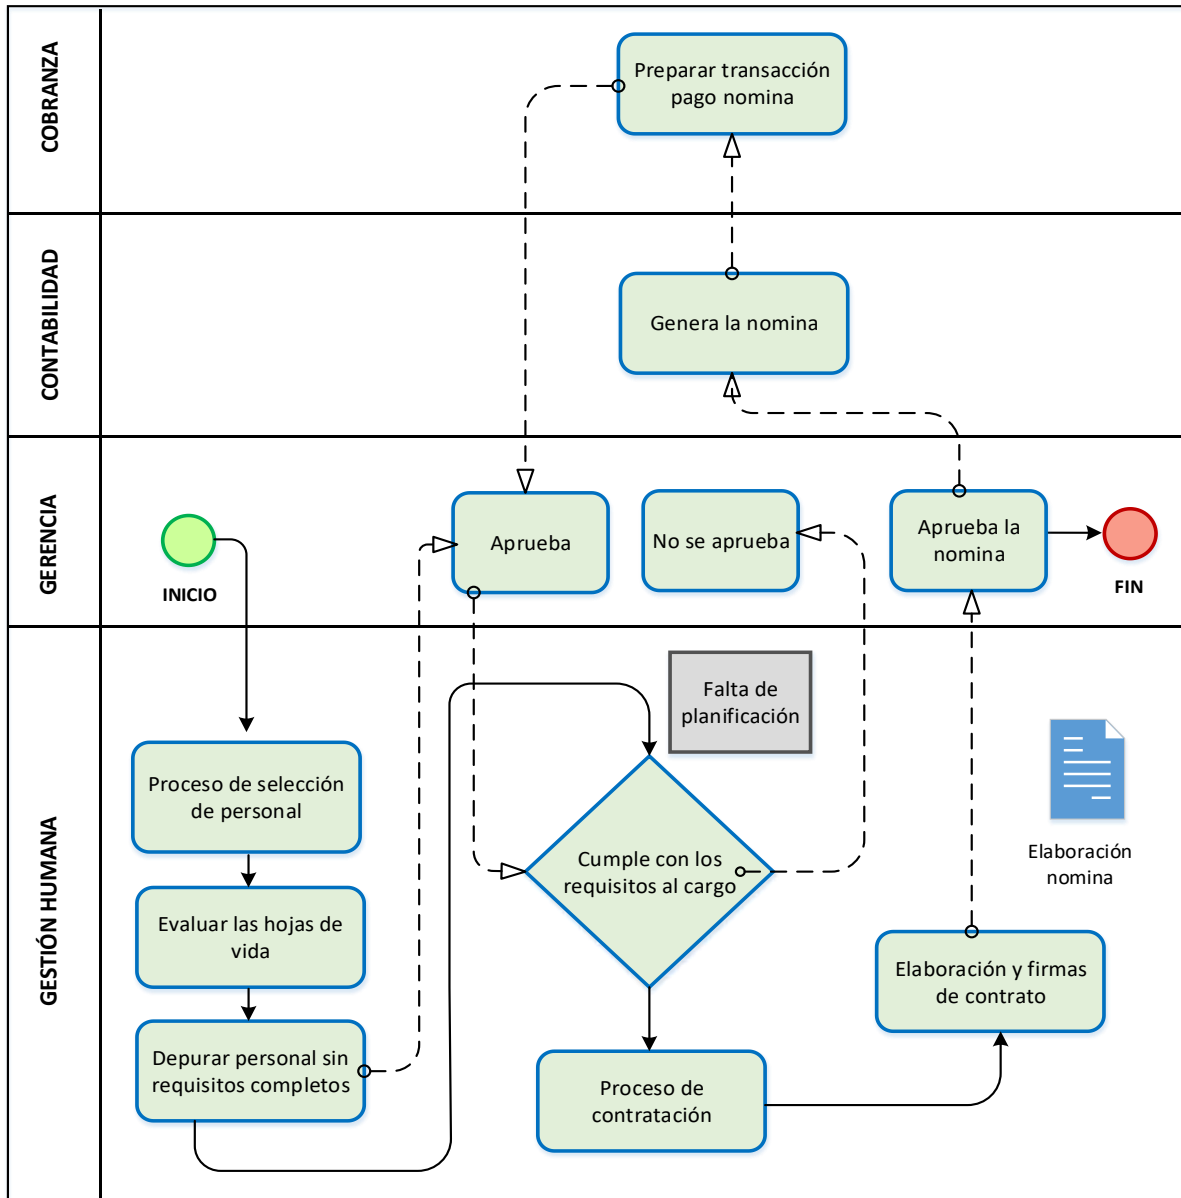 COBRANZA
Preparar transacción
pago nomina
CONTABILIDAD
Genera la nomina
GERENCIA
INICIO
Aprueba
No se aprueba
Aprueba la
nomina
FIN
GESTIÓN HUMANA
Falta de
planificación
Proceso de selección
de personal
Evaluar las hojas de
vida
Depurar personal sin
requisitos completos
Cumple con los
requisitos al cargo
Proceso de
contratación
Elaboración
nomina
Elaboración y firmas
de contrato